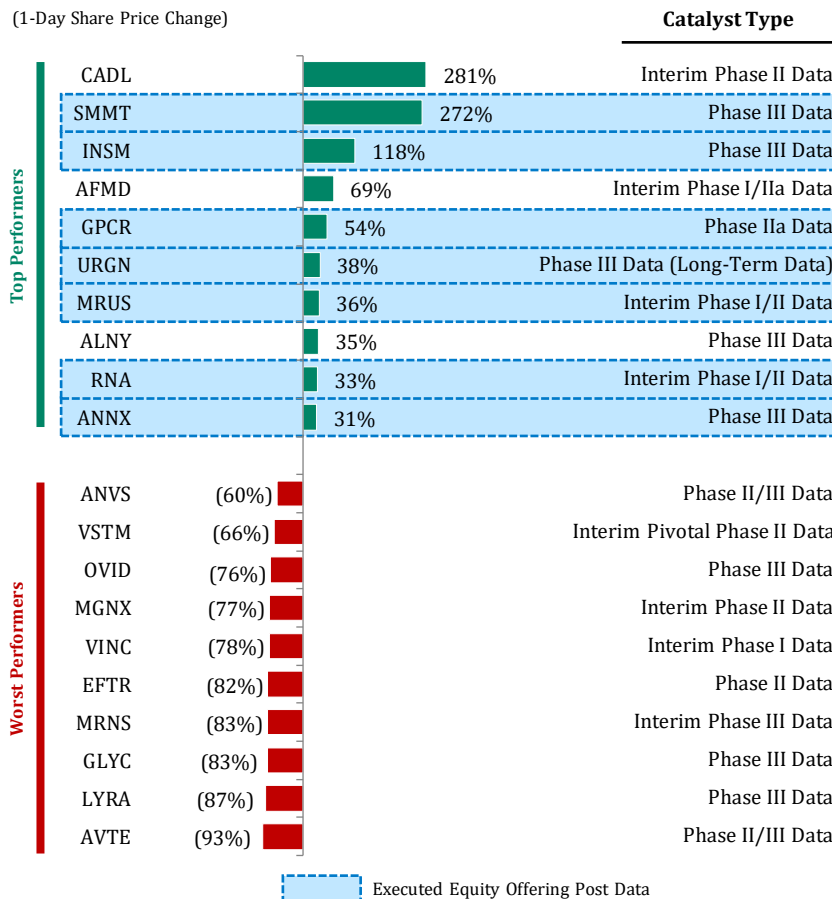 (1-Day Share Price Change)
Catalyst Type
Top Performers
CADL 281% Interim Phase II Data
SMMT 272% Phase III Data
INSM 118% Phase III Data
AFMD 69% Interim Phase I/IIa Data
GPCR 54% Phase IIa Data
URGN 38% Phase III Data (Long-Term Data)
MRUS 36% Interim Phase I/II Data
ALNY 35% Phase III Data
RNA 33% Interim Phase I/II Data
ANNX 31% Phase III Data
Worst Performers
ANVS (60%) Phase II/III Data
VSTM (66%) Interim Pivotal Phase II Data
OVID (76%) Phase III Data
MGNX (77%) Interim Phase II Data
VINC (78%) Interim Phase I Data
EFTR (82%) Phase II Data
MRNS (83%) Interim Phase III Data
GLYC (83%) Phase III Data
LYRA (87%) Phase III Data
AVTE (93%) Phase II/III Data
Executed Equity Offering Post Data